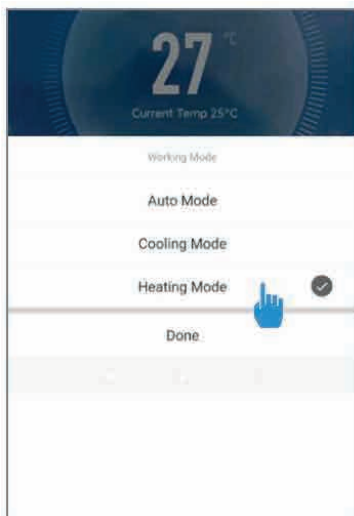 27 °C
Current Temp 25°C
Working Mode
Auto Mode
Cooling Mode
Heating Mode
Done